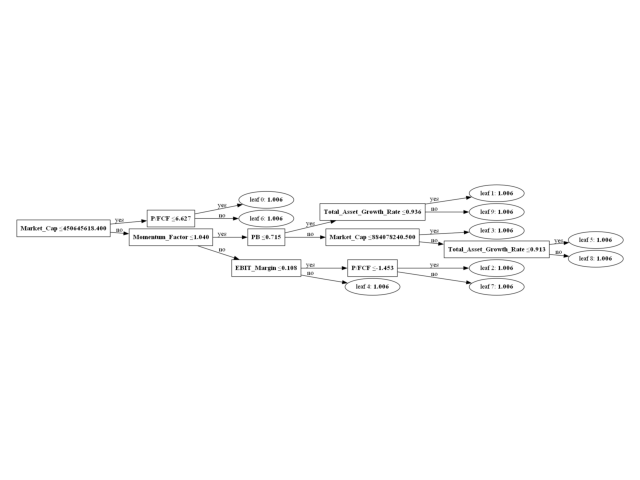 Market_Cap ≤450645618.400
yes
no
P/FCF ≤6.627
yes
no
leaf 0: 1.006
leaf 6: 1.006
Momentum_Factor ≤1.040
yes
no
PB ≤0.715
yes
no
Total_Asset_Growth_Rate ≤0.936
yes
no
leaf 1: 1.006
leaf 9: 1.006
Market_Cap ≤884078240.500
yes
no
leaf 3: 1.006
Total_Asset_Growth_Rate ≤0.913
yes
no
leaf 5: 1.006
leaf 8: 1.006
EBIT_Margin ≤0.108
yes
no
P/FCF ≤-1.453
yes
no
leaf 2: 1.006
leaf 7: 1.006
leaf 4: 1.006